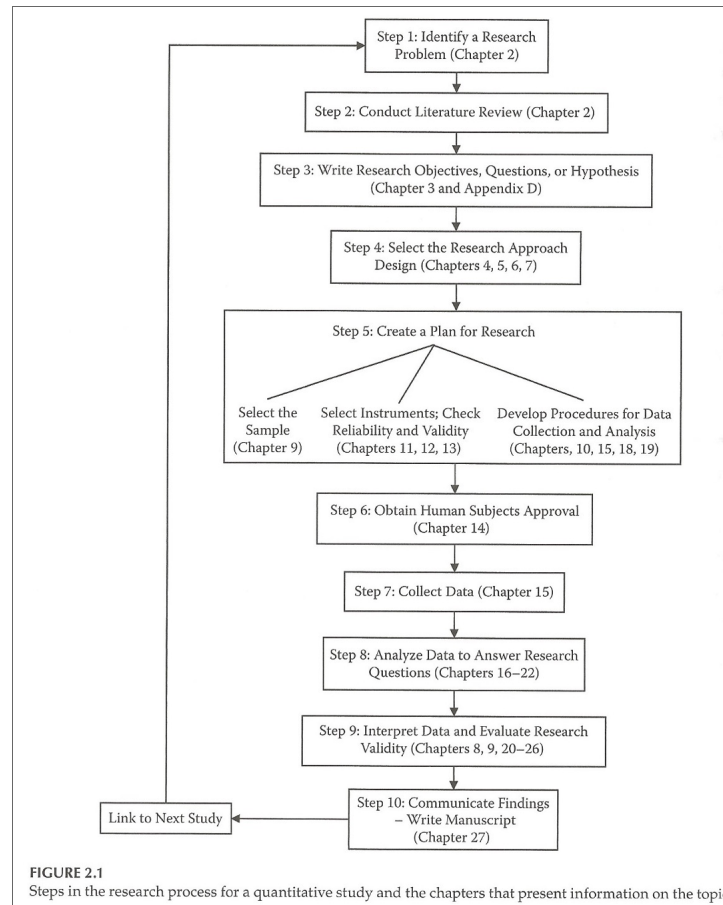 Step 1: Identify a Research
Problem (Chapter 2)
Step 2: Conduct Literature Review (Chapter 2)
Step 3: Write Research Objectives, Questions, or Hypothesis
(Chapter 3 and Appendix D)
Step 4: Select the Research Approach
Design (Chapters 4, 5, 6, 7)
Step 5: Create a Plan for Research
Select the
Sample
(Chapter 9)
Select Instruments; Check
Reliability and Validity
(Chapters 11, 12, 13)
Develop Procedures for Data
Collection and Analysis
(Chapters, 10, 15, 18, 19)
Step 6: Obtain Human Subjects Approval
(Chapter 14)
Step 7: Collect Data (Chapter 15)
Step 8: Analyze Data to Answer Research
Questions (Chapters 16–22)
Step 9: Interpret Data and Evaluate Research
Validity (Chapters 8, 9, 20–26)
Step 10: Communicate Findings
– Write Manuscript
(Chapter 27)
Link to Next Study
FIGURE 2.1
Steps in the research process for a quantitative study and the chapters that present information on the topic